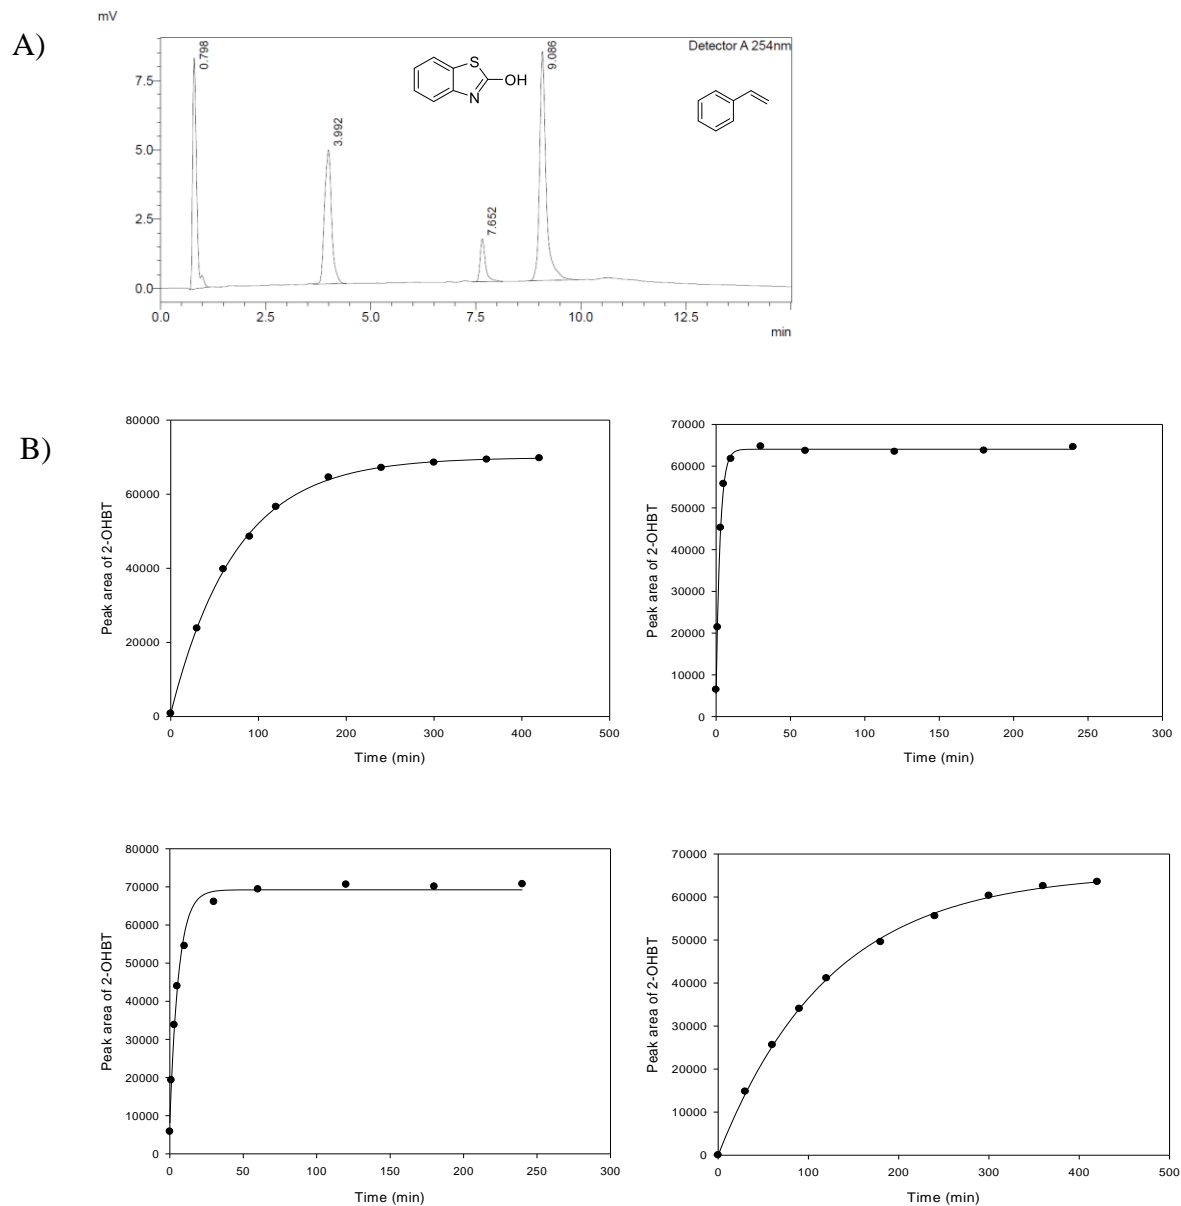 A)
mV
Detector A 254nm
0.798
3.992
7.652
9.086
S
OH
N
7.5
5.0
2.5
0.0
0.0 2.5 5.0 7.5 10.0 12.5
min
B)
Peak area of 2-OHBT
80000
60000
40000
20000
0
0 100 200 300 400 500
Time (min)
Peak area of 2-OHBT
70000
60000
50000
40000
30000
20000
10000
0
0 50 100 150 200 250 300
Time (min)
Peak area of 2-OHBT
80000
70000
60000
50000
40000
30000
20000
10000
0
0 50 100 150 200 250 300
Time (min)
Peak area of 2-OHBT
70000
60000
50000
40000
30000
20000
10000
0
0 100 200 300 400 500
Time (min)